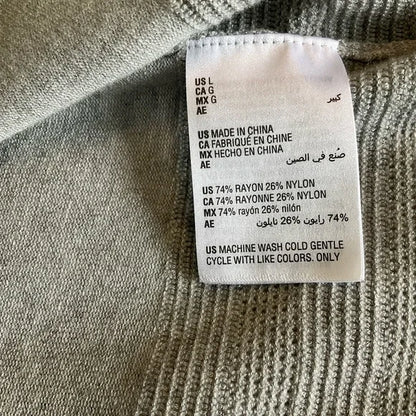 US L
CA G
MX G
AE كبير
US MADE IN CHINA
CA FABRIQUÉ EN CHINE
MX HECHO EN CHINA
AE صُنع في الصين
US 74% RAYON 26% NYLON
CA 74% RAYONNE 26% NYLON
MX 74% rayón 26% nilón
AE 74% رايون 26% نايلون
US MACHINE WASH COLD GENTLE
CYCLE WITH LIKE COLORS. ONLY